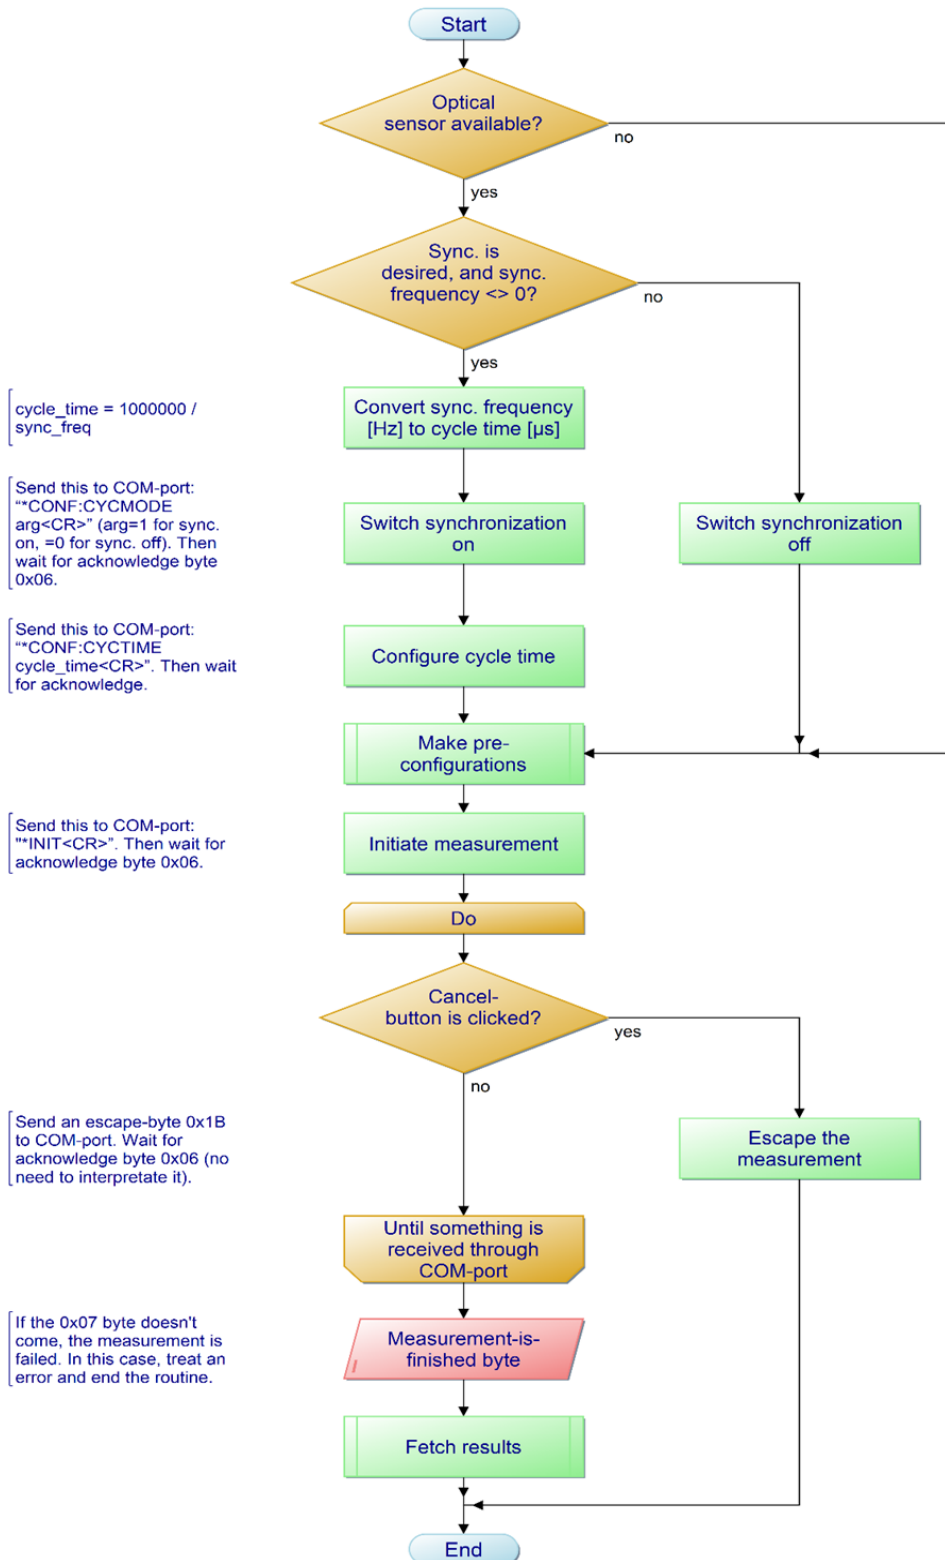 Start
Optical
sensor available?
no
yes
Sync. is
desired, and sync.
frequency <> 0?
no
yes
cycle_time = 1000000 /
sync_freq
Convert sync. frequency
[Hz] to cycle time [µs]
Send this to COM-port:
“*CONF:CYCMODE
arg<CR>” (arg=1 for sync.
on, =0 for sync. off). Then
wait for acknowledge byte
0x06.
Switch synchronization
on
Switch synchronization
off
Send this to COM-port:
“*CONF:CYCTIME
cycle_time<CR>”. Then wait
for acknowledge.
Configure cycle time
Make pre-
configurations
Send this to COM-port:
"*INIT<CR>”. Then wait for
acknowledge byte 0x06.
Initiate measurement
Do
Cancel-
button is clicked?
yes
no
Send an escape-byte 0x1B
to COM-port. Wait for
acknowledge byte 0x06 (no
need to interpretate it).
Escape the
measurement
Until something is
received through
COM-port
If the 0x07 byte doesn't
come, the measurement is
failed. In this case, treat an
error and end the routine.
Measurement-is-
finished byte
Fetch results
End